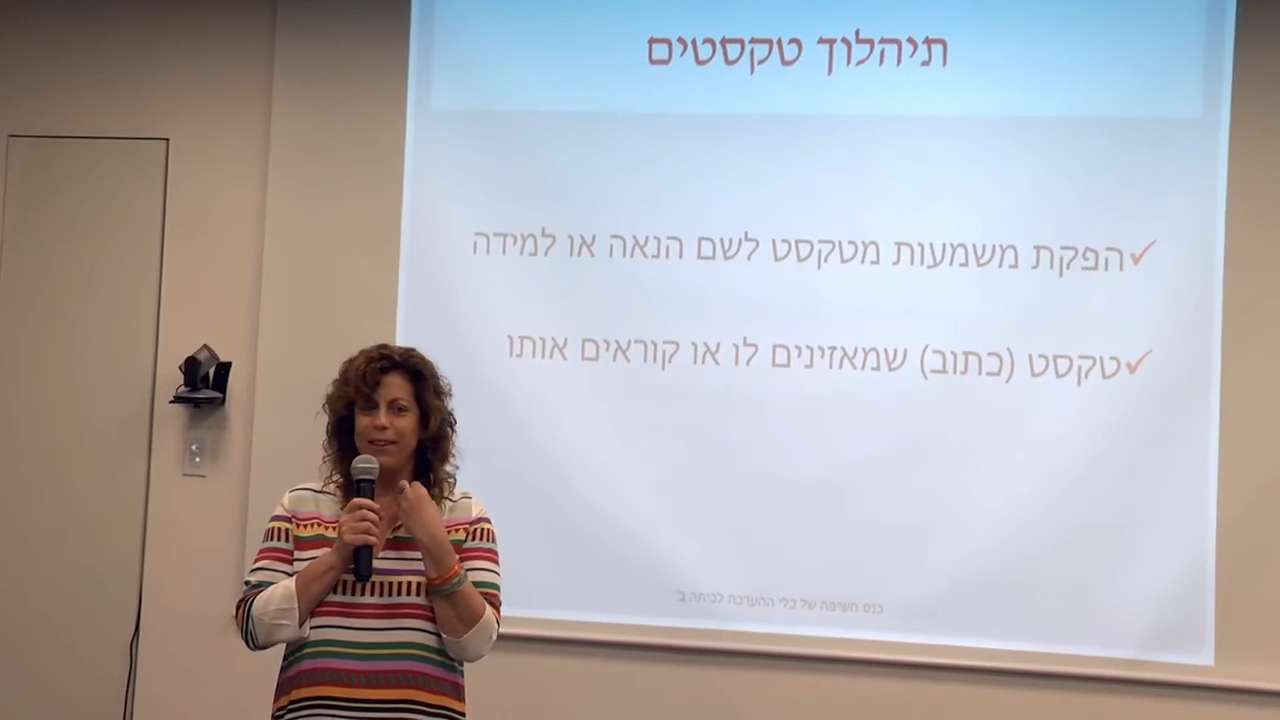 תיהלוך טקסטים
✓הפקת משמעות מטקסט לשם הנאה או למידה
✓טקסט (כתוב) שמאזינים לו או קוראים אותו
כנס חשיפה של כלי ההערכה לכיתה ב'